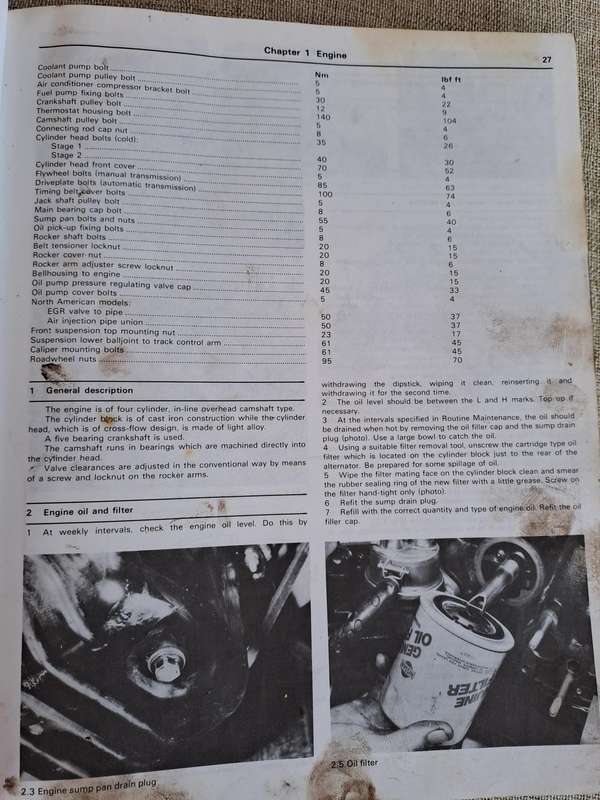 Chapter 1 Engine 27
Nm lbf ft
Coolant pump bolt 5 4
Coolant pump pulley bolt 5 4
Air conditioner compressor bracket bolt 30 22
Fuel pump fixing bolts 12 9
Crankshaft pulley bolt 140 104
Thermostat housing bolt 5 4
Camshaft pulley bolt 8 6
Connecting rod cap nut 35 26
Cylinder head bolts (cold):
Stage 1 40 30
Stage 2 70 52
Cylinder head front cover 5 4
Flywheel bolts (manual transmission) 85 63
Driveplate bolts (automatic transmission) 100 74
Timing belt cover bolts 5 4
Jack shaft pulley bolt 8 6
Main bearing cap bolt 55 40
Sump pan bolts and nuts 5 4
Oil pick-up fixing bolts 8 6
Rocker shaft bolts 20 15
Belt tensioner locknut 20 15
Rocker cover nut 8 6
Rocker arm adjuster screw locknut 20 15
Bellhousing to engine 20 15
Oil pump pressure regulating valve cap 45 33
Oil pump cover bolts 5 4
North American models:
EGR valve to pipe 50 37
Air injection pipe union 50 37
Front suspension top mounting nut 23 17
Suspension lower balljoint to track control arm 61 45
Caliper mounting bolts 61 45
Roadwheel nuts 95 70
1 General description
The engine is of four cylinder, in-line overhead camshaft type.
The cylinder block is of cast iron construction while the cylinder
head, which is of cross-flow design, is made of light alloy.
A five bearing crankshaft is used.
The camshaft runs in bearings which are machined directly into
the cylinder head.
Valve clearances are adjusted in the conventional way by means
of a screw and locknut on the rocker arms.
2 Engine oil and filter
1 At weekly intervals, check the engine oil level. Do this by
withdrawing the dipstick, wiping it clean, reinserting it and
withdrawing it for the second time.
2 The oil level should be between the L and H marks. Top up if
necessary.
3 At the intervals specified in Routine Maintenance, the oil should
be drained when hot by removing the oil filler cap and the sump drain
plug (photo). Use a large bowl to catch the oil.
4 Using a suitable filter removal tool, unscrew the cartridge type oil
filter which is located on the cylinder block just to the rear of the
alternator. Be prepared for some spillage of oil.
5 Wipe the filter mating face on the cylinder block clean and smear
the rubber sealing ring of the new filter with a little grease. Screw on
the filter hand-tight only (photo).
6 Refit the sump drain plug.
7 Refill with the correct quantity and type of engine oil. Refit the oil
filler cap.
2.3 Engine sump pan drain plug
2.5 Oil filter